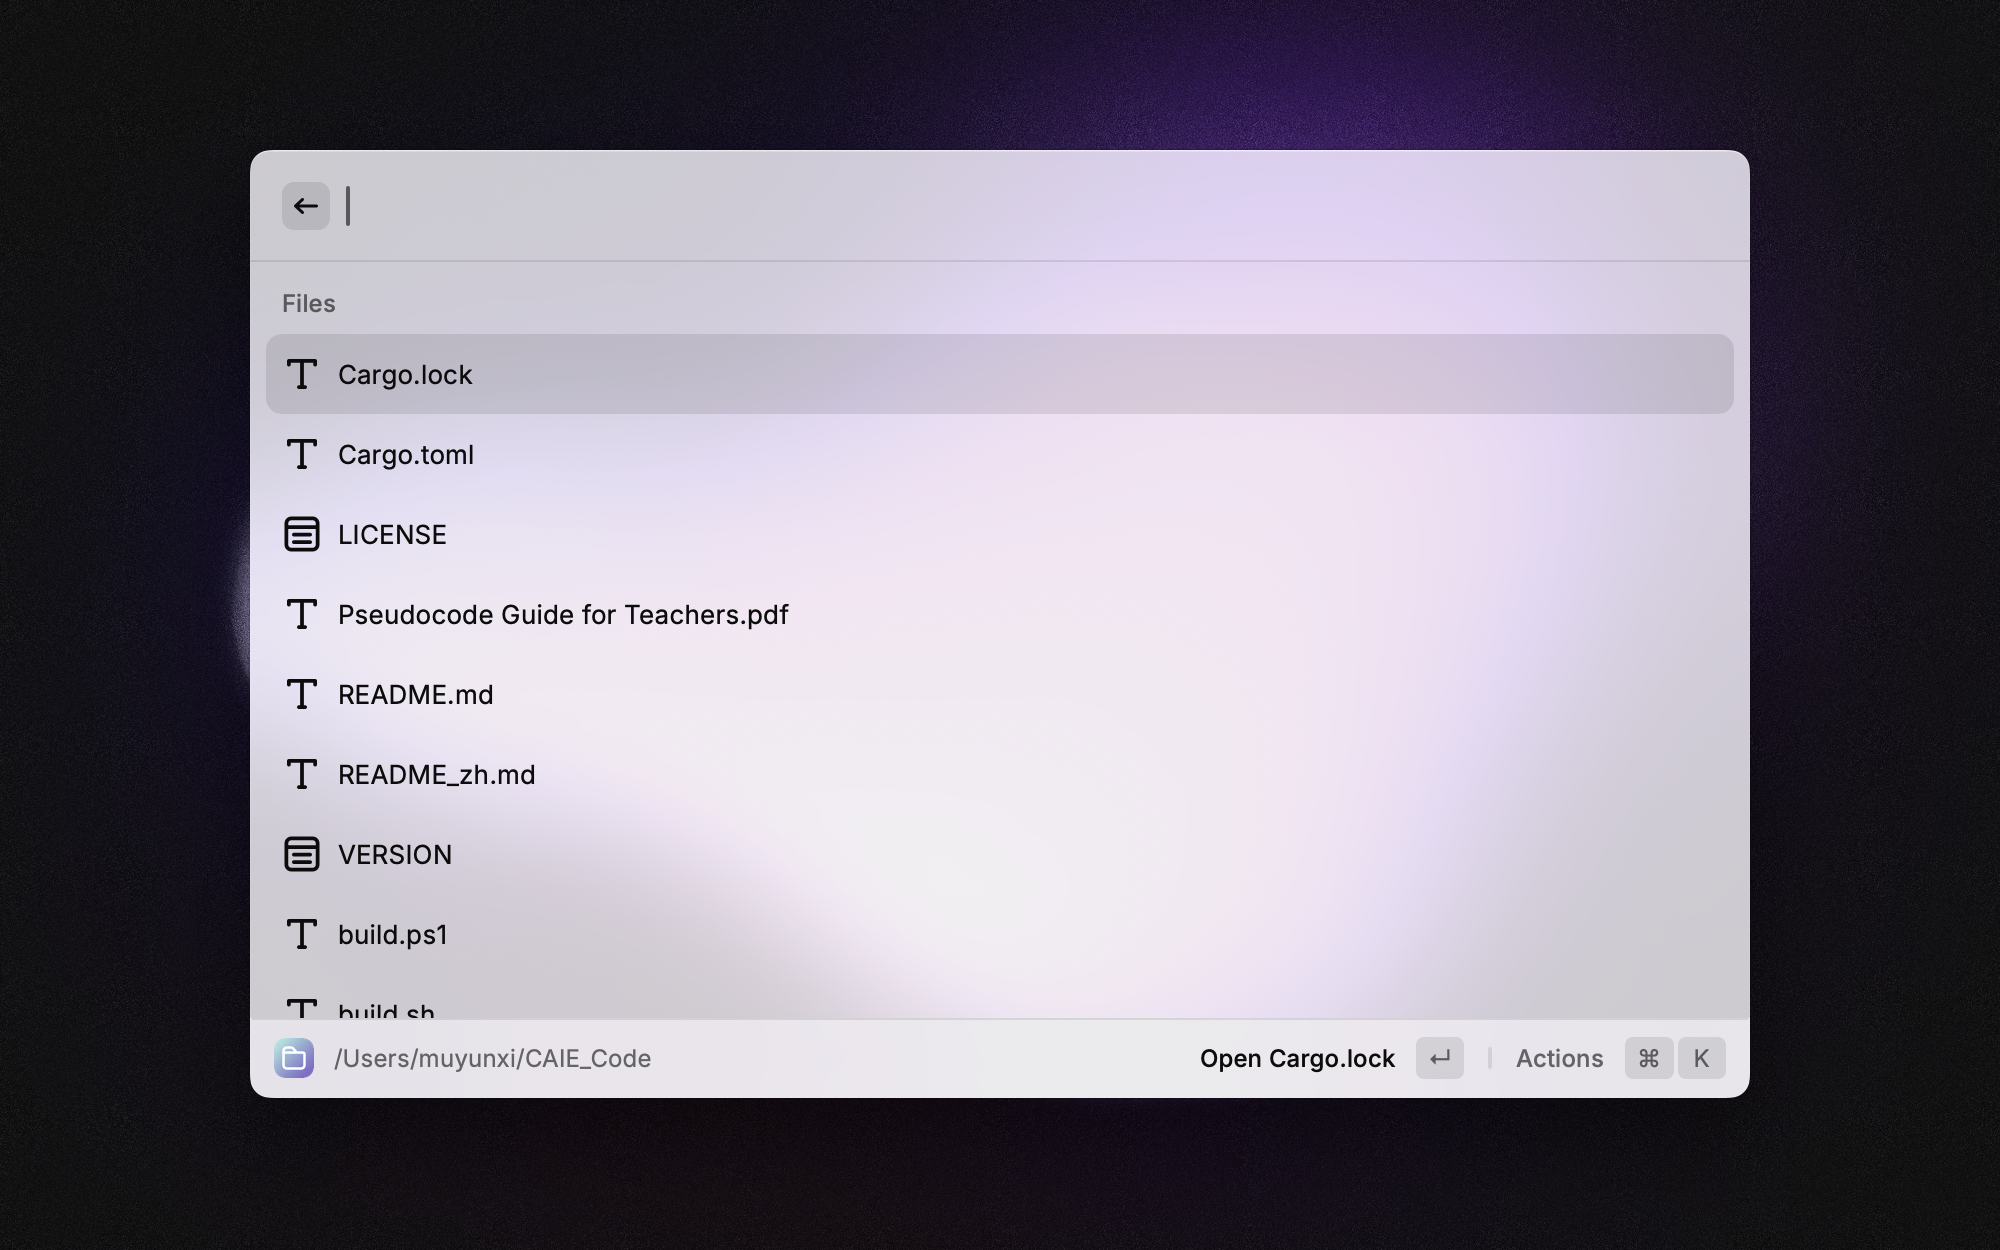 Files
Cargo.lock
Cargo.toml
LICENSE
Pseudocode Guide for Teachers.pdf
README.md
README_zh.md
VERSION
build.ps1
build.sh
/Users/muyunxi/CAIE_Code
Open Cargo.lock ↵ Actions ⌘ K